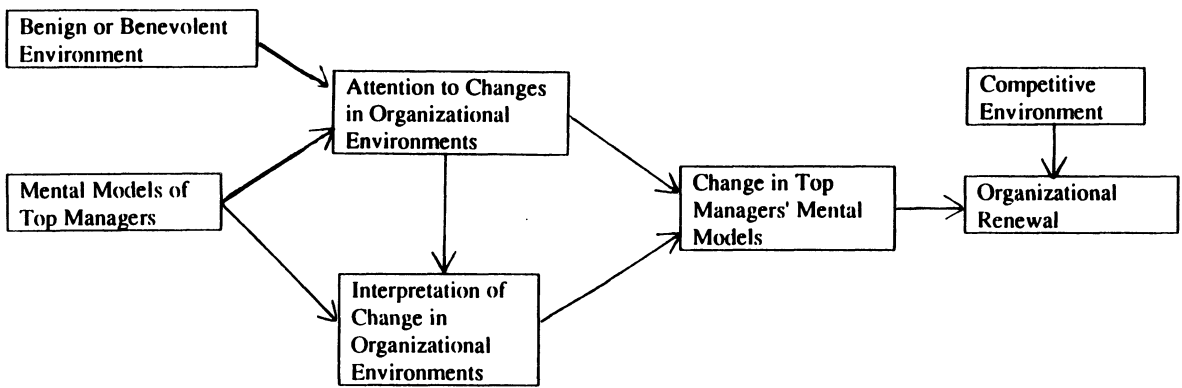 Benign or Benevolent
Environment
Attention to Changes
in Organizational
Environments
Competitive
Environment
Mental Models of
Top Managers
Change in Top
Managers' Mental
Models
Organizational
Renewal
Interpretation of
Change in
Organizational
Environments